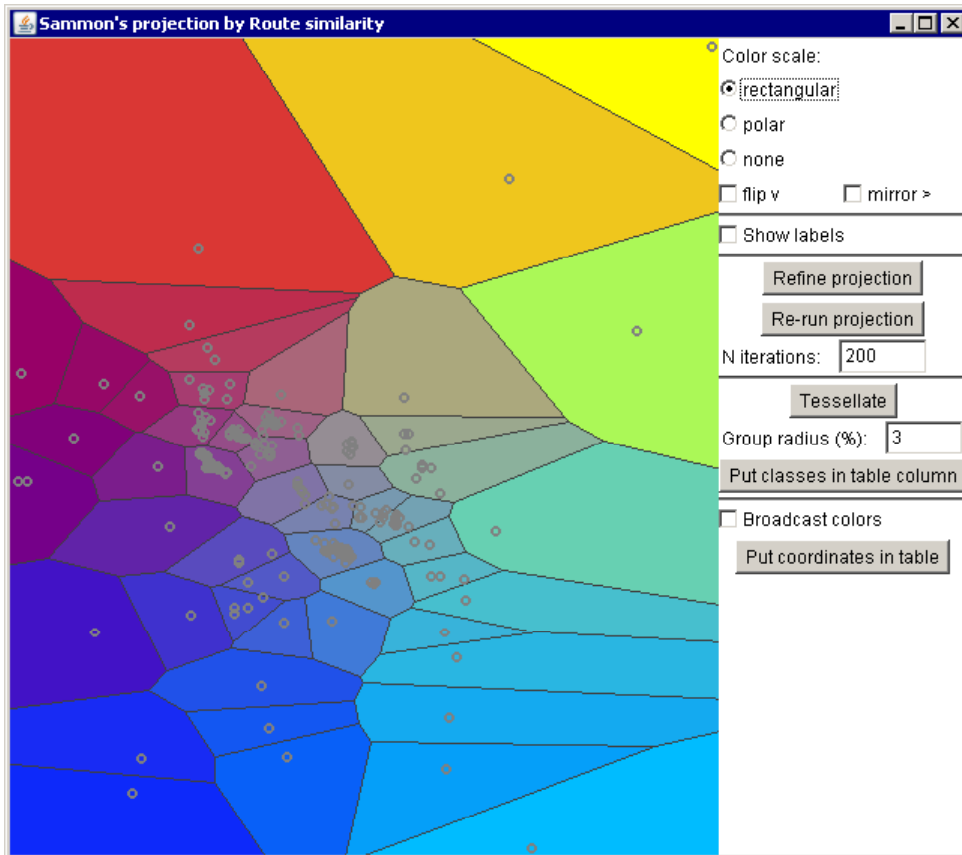 Sammon's projection by Route similarity
Color scale:
rectangular
polar
none
flip v mirror >
Show labels
Refine projection
Re-run projection
N iterations: 200
Tessellate
Group radius (%): 3
Put classes in table column
Broadcast colors
Put coordinates in table